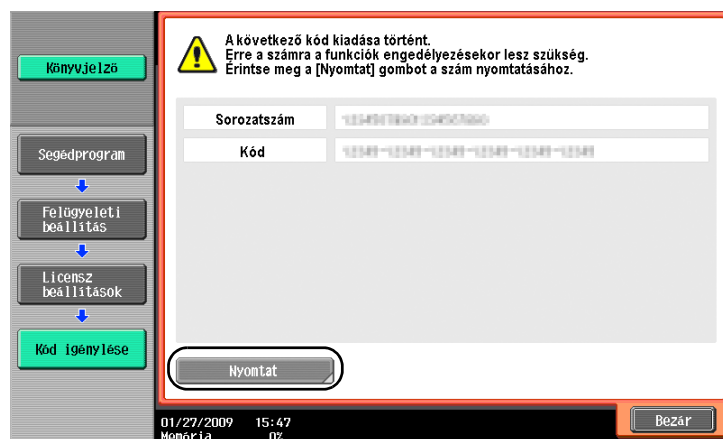 Könyvjelző
Segédprogram
Felügyeleti
beállítás
Licensz
beállítások
Kód igénylése
A következő kód kiadása történt.
Erre a számra a funkciók engedélyezésekor lesz szükség.
Érintse meg a [Nyomtat] gombot a szám nyomtatásához.
Sorozatszám
Kód
Nyomtat
01/27/2009 15:47
Memória 0%
Bezár